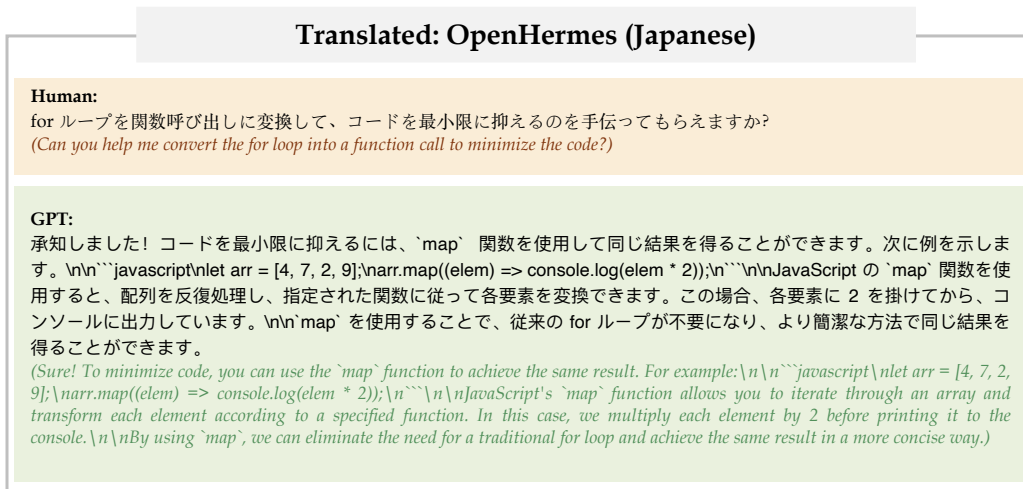 Translated: OpenHermes (Japanese)
Human:
for ループを関数呼び出しに変換して、コードを最小限に抑えるのを手伝ってもらえますか?
(Can you help me convert the for loop into a function call to minimize the code?)
GPT:
承知しました! コードを最小限に抑えるには、`map` 関数を使用して同じ結果を得ることができます。次に例を示しま
す。\n\n```javascript\nlet arr = [4, 7, 2, 9];\narr.map((elem) => console.log(elem * 2));\n```\n\nJavaScript の `map` 関数を使
用すると、配列を反復処理し、指定された関数に従って各要素を変換できます。この場合、各要素に 2 を掛けてから、コ
ンソールに出力しています。\n\n`map` を使用することで、従来の for ループが不要になり、より簡潔な方法で同じ結果を
得ることができます。
(Sure! To minimize code, you can use the `map` function to achieve the same result. For example:\n\n```javascript\nlet arr = [4, 7, 2,
9];\narr.map((elem) => console.log(elem * 2));\n```\n\nJavaScript's `map` function allows you to iterate through an array and
transform each element according to a specified function. In this case, we multiply each element by 2 before printing it to the
console.\n\nBy using `map`, we can eliminate the need for a traditional for loop and achieve the same result in a more concise way.)